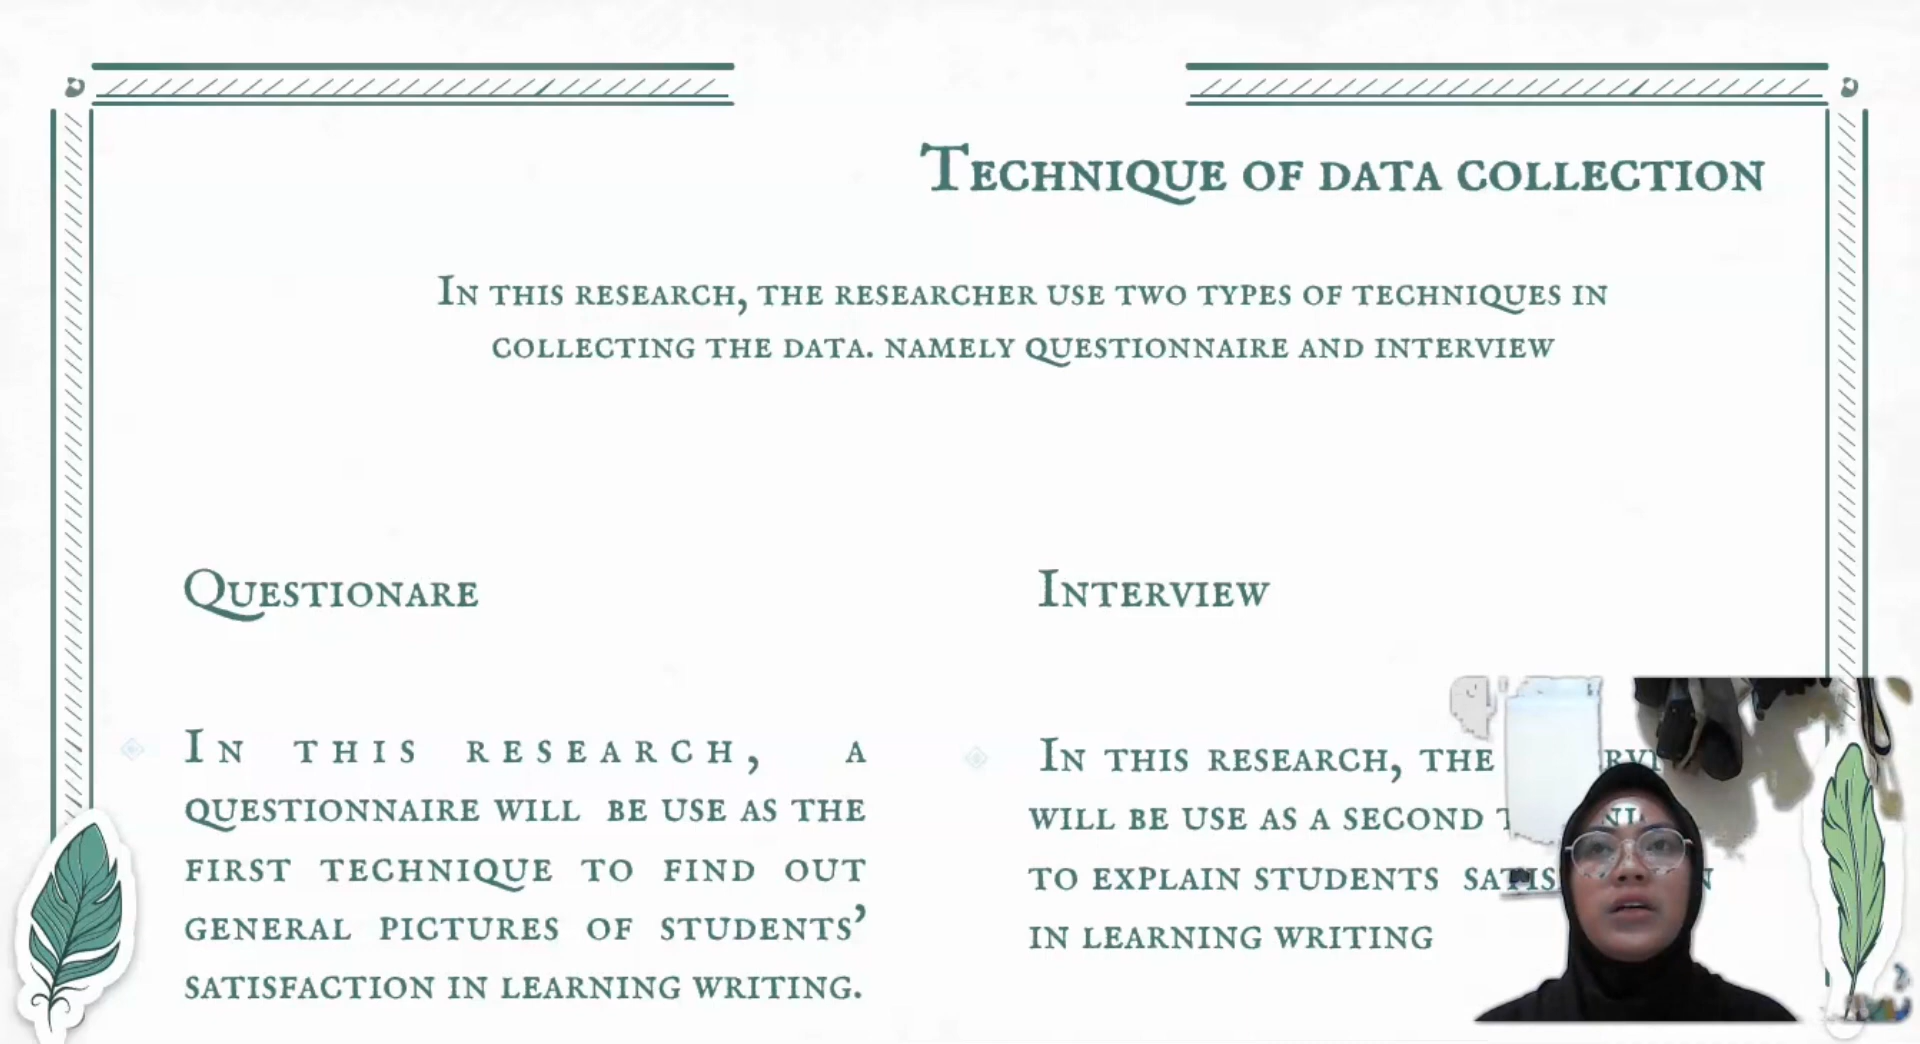 Technique of data collection
In this research, the researcher use two types of techniques in
collecting the data. namely questionnaire and interview
Questionare
In this research, a
questionnaire will be use as the
first technique to find out
general pictures of students'
satisfaction in learning writing.
Interview
In this research, the
will be use as a second
to explain students
in learning writing